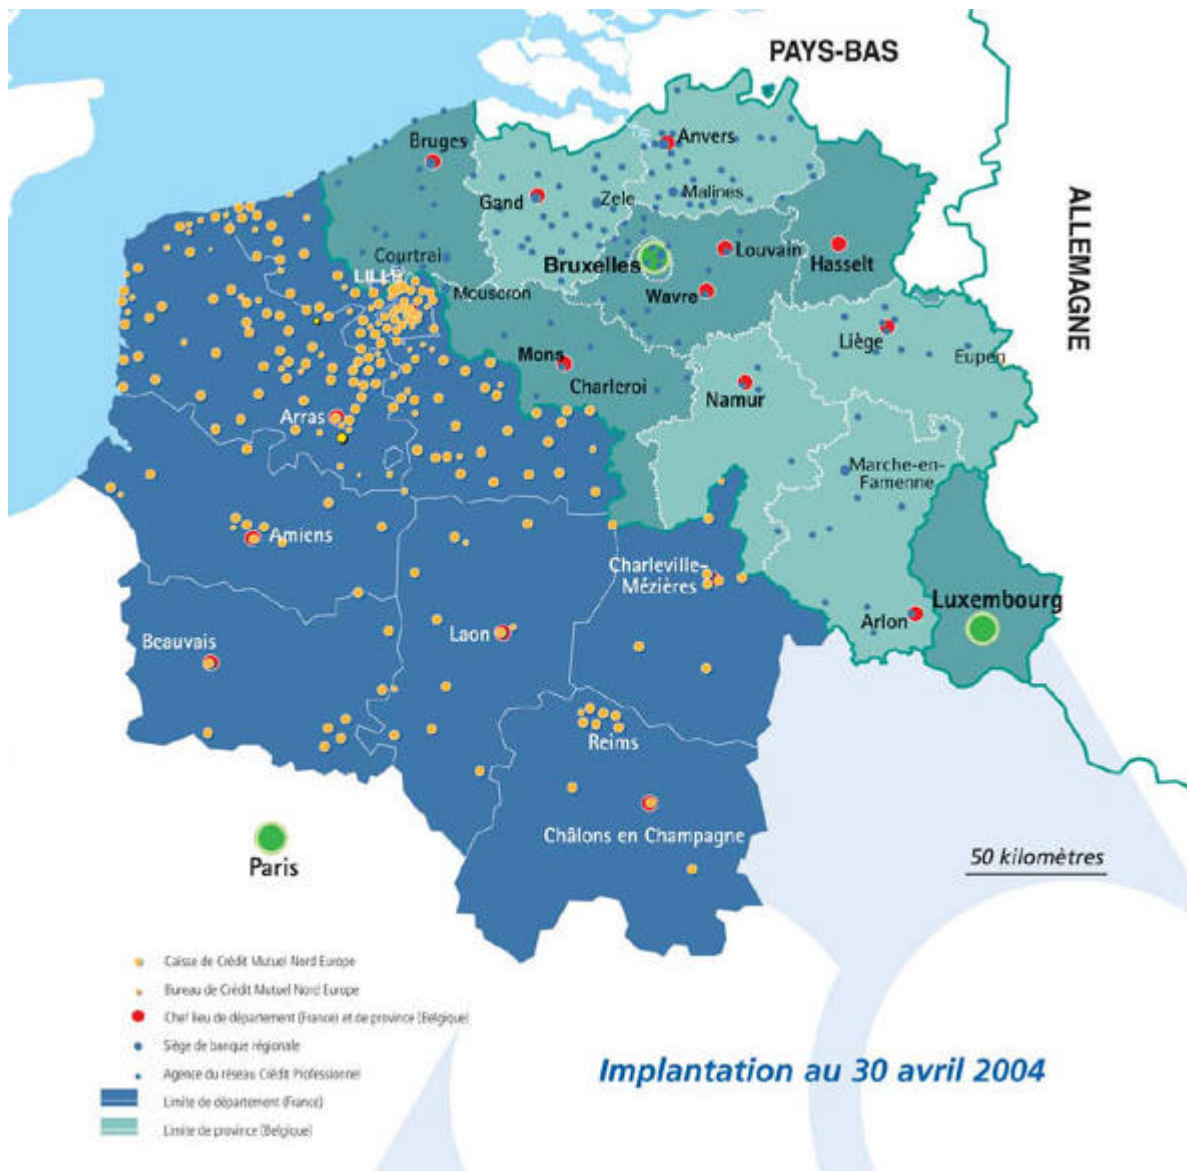 PAYS-BAS
ALLEMAGNE
Bruges
Anvers
Gand
Zele
Malines
Courtrai
LILLE
Bruxelles
Louvain
Hasselt
Mouscron
Wavre
Mons
Charleroi
Liège
Eupen
Namur
Arras
Marche-en-
Famenne
Amiens
Charleville-
Mézières
Luxembourg
Arlon
Beauvais
Laon
Reims
Châlons en Champagne
Paris
50 kilomètres
Caisse de Crédit Mutuel Nord Europe
Bureau de Crédit Mutuel Nord Europe
Chef lieu de département (France) et de province (Belgique)
Siège de banque régionale
Agence du réseau Crédit Professionnel
Limite de département (France)
Limite de province (Belgique)
Implantation au 30 avril 2004